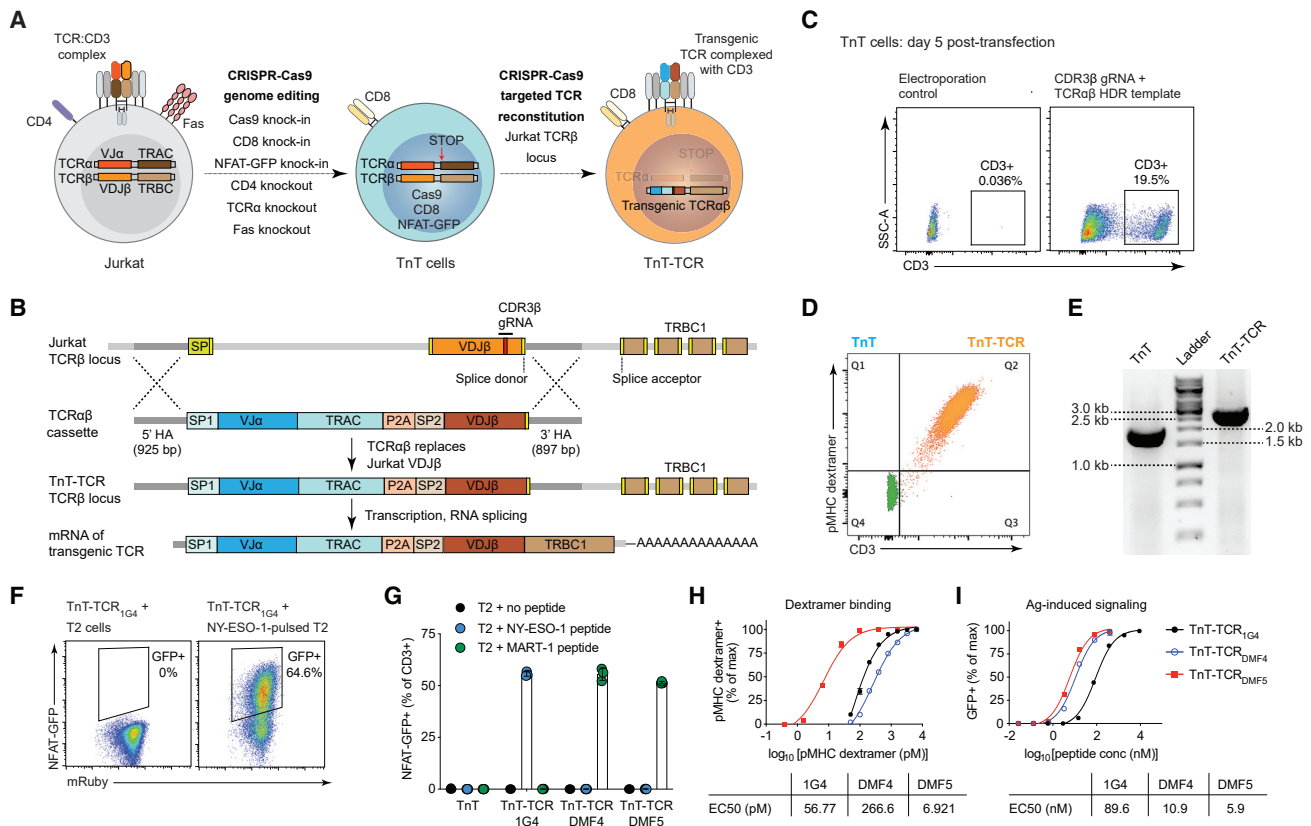 A
TCR:CD3
complex
CD4
Fas
VJα TRAC
TCRα
TCRβ
VDJβ TRBC
Jurkat
CRISPR-Cas9
genome editing
Cas9 knock-in
CD8 knock-in
NFAT-GFP knock-in
CD4 knockout
TCRα knockout
Fas knockout
CD8
STOP
TCRα
TCRβ
Cas9
CD8
NFAT-GFP
TnT cells
CRISPR-Cas9
targeted TCR
reconstitution
Jurkat TCRβ
locus
Transgenic
TCR complexed
with CD3
CD8
STOP
TCRα
Transgenic TCRαβ
TnT-TCR
B
CDR3β
gRNA
Jurkat
TCRβ locus
SP
VDJβ
TRBC1
Splice donor
Splice acceptor
TCRαβ
cassette
SP1 VJα TRAC P2A SP2 VDJβ
5' HA
(925 bp)
3' HA
(897 bp)
TCRαβ replaces
Jurkat VDJβ
TnT-TCR
TCRβ locus
SP1 VJα TRAC P2A SP2 VDJβ
TRBC1
Transcription, RNA splicing
mRNA of
transgenic TCR
SP1 VJα TRAC P2A SP2 VDJβ TRBC1 AAAAAAAAAAAAAA
C
TnT cells: day 5 post-transfection
Electroporation
control
CDR3β gRNA +
TCRαβ HDR template
CD3+
0.036%
CD3+
19.5%
SSC-A
CD3
D
TnT TnT-TCR
Q1 Q2
Q4 Q3
pMHC dextramer
CD3
E
TnT
Ladder
TnT-TCR
3.0 kb
2.5 kb
2.0 kb
1.5 kb
1.0 kb
F
TnT-TCR1G4 +
T2 cells
TnT-TCR1G4 +
NY-ESO-1-pulsed T2
GFP+
0%
GFP+
64.6%
NFAT-GFP
mRuby
G
T2 + no peptide
T2 + NY-ESO-1 peptide
T2 + MART-1 peptide
NFAT-GFP+ (% of CD3+)
75
50
25
0
TnT TnT-TCR TnT-TCR TnT-TCR
1G4 DMF4 DMF5
H
Dextramer binding
pMHC dextramer+
(% of max)
100
75
50
25
0
-1 0 1 2 3 4
log10 [pMHC dextramer (pM)]
1G4 DMF4 DMF5
EC50 (pM) 56.77 266.6 6.921
I
Ag-induced signaling
TnT-TCR1G4
TnT-TCRDMF4
TnT-TCRDMF5
GFP+ (% of max)
100
75
50
25
0
-2 0 2 4
log10[peptide conc (nM)]
1G4 DMF4 DMF5
EC50 (nM) 89.6 10.9 5.9